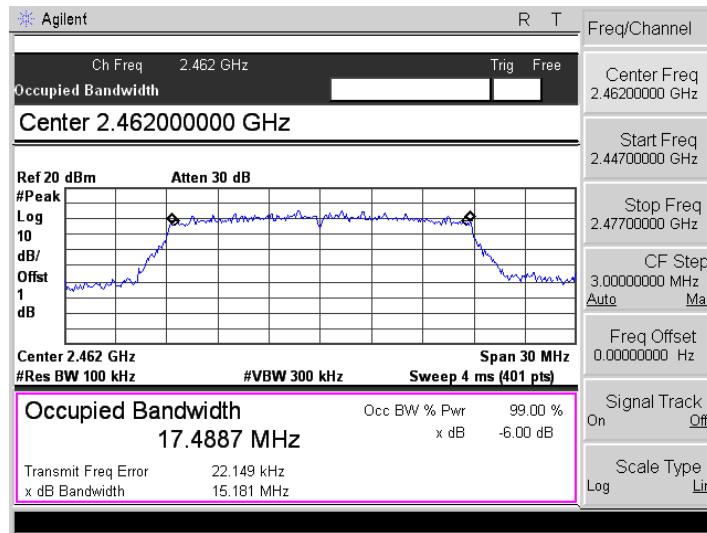 Agilent R T
Ch Freq 2.462 GHz Trig Free
Occupied Bandwidth
Center 2.462000000 GHz
Ref 20 dBm Atten 30 dB
#Peak
Log
10
dB/
Offst
1
dB
Center 2.462 GHz Span 30 MHz
#Res BW 100 kHz #VBW 300 kHz Sweep 4 ms (401 pts)
Occupied Bandwidth Occ BW % Pwr 99.00 %
17.4887 MHz x dB -6.00 dB
Transmit Freq Error 22.149 kHz
x dB Bandwidth 15.181 MHz
Freq/Channel
Center Freq
2.46200000 GHz
Start Freq
2.44700000 GHz
Stop Freq
2.47700000 GHz
CF Step
3.00000000 MHz
Auto Ma
Freq Offset
0.00000000 Hz
Signal Track
On Off
Scale Type
Log Lin